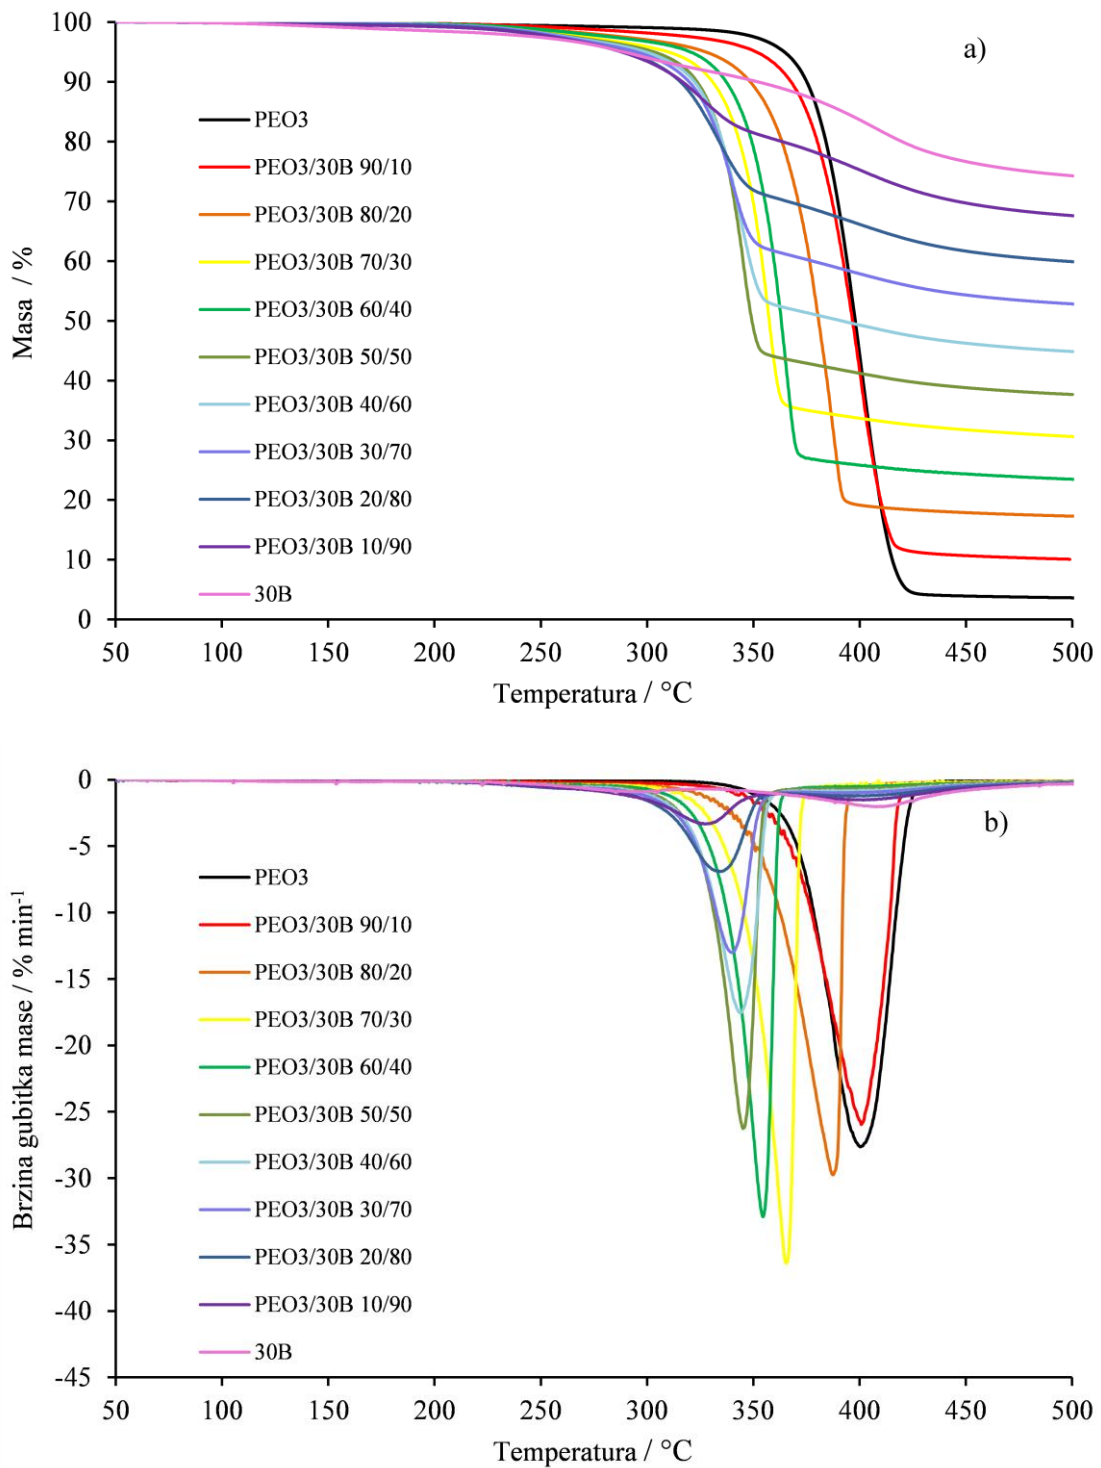 a)
100
90
80
70
60
50
40
30
20
10
0
Masa / %
PEO3
PEO3/30B 90/10
PEO3/30B 80/20
PEO3/30B 70/30
PEO3/30B 60/40
PEO3/30B 50/50
PEO3/30B 40/60
PEO3/30B 30/70
PEO3/30B 20/80
PEO3/30B 10/90
30B
50 100 150 200 250 300 350 400 450 500
Temperatura / °C
b)
0
-5
-10
-15
-20
-25
-30
-35
-40
-45
Brzina gubitka mase / % min-1
PEO3
PEO3/30B 90/10
PEO3/30B 80/20
PEO3/30B 70/30
PEO3/30B 60/40
PEO3/30B 50/50
PEO3/30B 40/60
PEO3/30B 30/70
PEO3/30B 20/80
PEO3/30B 10/90
30B
50 100 150 200 250 300 350 400 450 500
Temperatura / °C